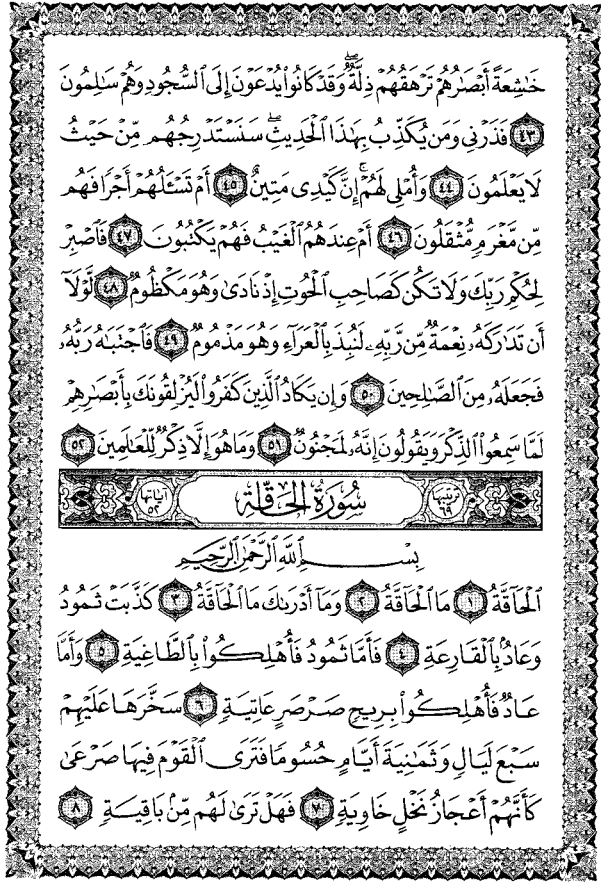 خَٰشِعَةً أَبْصَٰرُهُمْ تَرْهَقُهُمْ ذِلَّةٌ ۖ وَقَدْ كَانُوا۟ يُدْعَوْنَ إِلَى ٱلسُّجُودِ وَهُمْ سَٰلِمُونَ
﴿٤٣﴾ فَذَرْنِى وَمَن يُكَذِّبُ بِهَٰذَا ٱلْحَدِيثِ ۖ سَنَسْتَدْرِجُهُم مِّنْ حَيْثُ
لَا يَعْلَمُونَ ﴿٤٤﴾ وَأُمْلِى لَهُمْ ۚ إِنَّ كَيْدِى مَتِينٌ ﴿٤٥﴾ أَمْ تَسْـَٔلُهُمْ أَجْرًا فَهُم
مِّن مَّغْرَمٍ مُّثْقَلُونَ ﴿٤٦﴾ أَمْ عِندَهُمُ ٱلْغَيْبُ فَهُمْ يَكْتُبُونَ ﴿٤٧﴾ فَٱصْبِرْ
لِحُكْمِ رَبِّكَ وَلَا تَكُن كَصَاحِبِ ٱلْحُوتِ إِذْ نَادَىٰ وَهُوَ مَكْظُومٌ ﴿٤٨﴾ لَّوْلَآ
أَن تَدَٰرَكَهُۥ نِعْمَةٌ مِّن رَّبِّهِۦ لَنُبِذَ بِٱلْعَرَآءِ وَهُوَ مَذْمُومٌ ﴿٤٩﴾ فَٱجْتَبَٰهُ رَبُّهُۥ
فَجَعَلَهُۥ مِنَ ٱلصَّٰلِحِينَ ﴿٥٠﴾ وَإِن يَكَادُ ٱلَّذِينَ كَفَرُوا۟ لَيُزْلِقُونَكَ بِأَبْصَٰرِهِمْ
لَمَّا سَمِعُوا۟ ٱلذِّكْرَ وَيَقُولُونَ إِنَّهُۥ لَمَجْنُونٌ ﴿٥١﴾ وَمَا هُوَ إِلَّا ذِكْرٌ لِّلْعَٰلَمِينَ ﴿٥٢﴾
ترتيبها ٦٩ سُورَةُ الحَاقَّة آياتها ٥٢
بِسْمِ ٱللَّهِ ٱلرَّحْمَٰنِ ٱلرَّحِيمِ
ٱلْحَآقَّةُ ﴿١﴾ مَا ٱلْحَآقَّةُ ﴿٢﴾ وَمَآ أَدْرَىٰكَ مَا ٱلْحَآقَّةُ ﴿٣﴾ كَذَّبَتْ ثَمُودُ
وَعَادٌۢ بِٱلْقَارِعَةِ ﴿٤﴾ فَأَمَّا ثَمُودُ فَأُهْلِكُوا۟ بِٱلطَّاغِيَةِ ﴿٥﴾ وَأَمَّا
عَادٌ فَأُهْلِكُوا۟ بِرِيحٍ صَرْصَرٍ عَاتِيَةٍ ﴿٦﴾ سَخَّرَهَا عَلَيْهِمْ
سَبْعَ لَيَالٍ وَثَمَٰنِيَةَ أَيَّامٍ حُسُومًا فَتَرَى ٱلْقَوْمَ فِيهَا صَرْعَىٰ
كَأَنَّهُمْ أَعْجَازُ نَخْلٍ خَاوِيَةٍ ﴿٧﴾ فَهَلْ تَرَىٰ لَهُم مِّنۢ بَاقِيَةٍ ﴿٨﴾